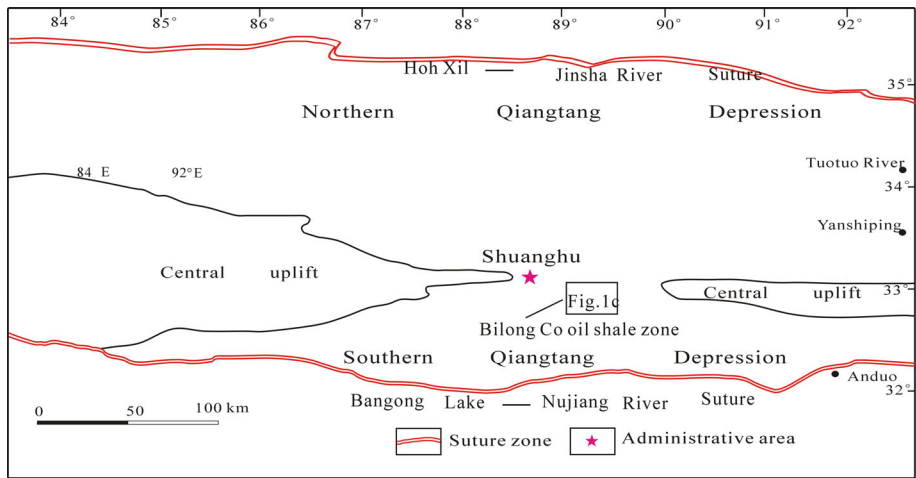 84° 85° 86° 87° 88° 89° 90° 91° 92°
Hoh Xil — Jinsha River Suture
35°
Northern Qiangtang Depression
Tuotuo River
84 E 92°E
34°
Yanshiping
Shuanghu
Central uplift
33°
Fig.1c
Central uplift
Bilong Co oil shale zone
Southern Qiangtang Depression
Anduo
32°
Bangong Lake — Nujiang River Suture
0 50 100 km
Suture zone
Administrative area